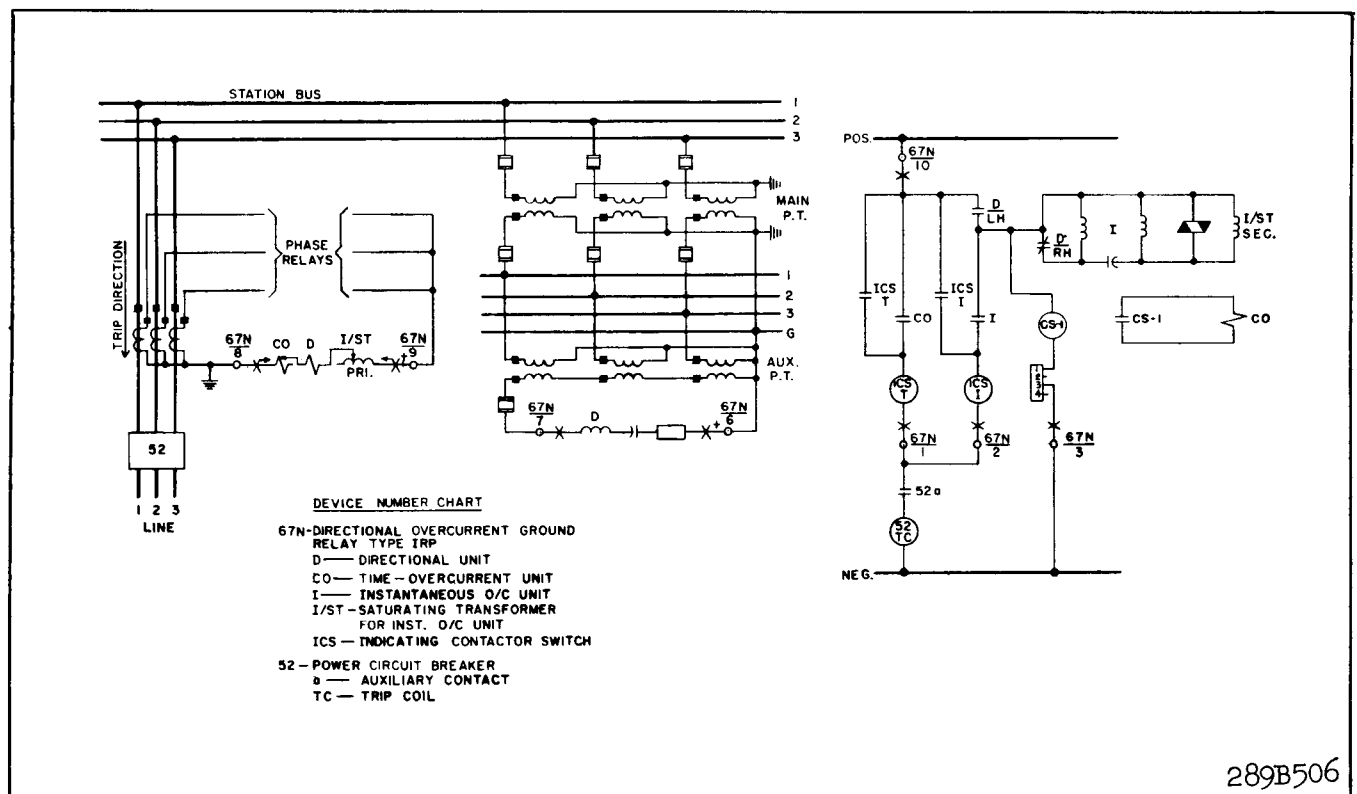 STATION BUS
1
2
3
TRIP DIRECTION
PHASE
RELAYS
67N
8
CO
D
I/ST
PRI.
+
67N
9
52
1 2 3
LINE
MAIN
P.T.
1
2
3
G
AUX.
P.T.
67N
7
D
+
67N
6
POS.
67N
10
D
LH
D
RH
I
I/ST
SEC.
ICS
T
CO
ICS
I
I
CS-1
1
2
3
4
CS-1
CO
ICS
T
ICS
I
67N
1
67N
2
67N
3
52a
52
TC
NEG.
DEVICE NUMBER CHART
67N-DIRECTIONAL OVERCURRENT GROUND
RELAY TYPE IRP
D — DIRECTIONAL UNIT
CO — TIME-OVERCURRENT UNIT
I — INSTANTANEOUS O/C UNIT
I/ST-SATURATING TRANSFORMER
FOR INST. O/C UNIT
ICS — INDICATING CONTACTOR SWITCH
52-POWER CIRCUIT BREAKER
a — AUXILIARY CONTACT
TC — TRIP COIL
289B506